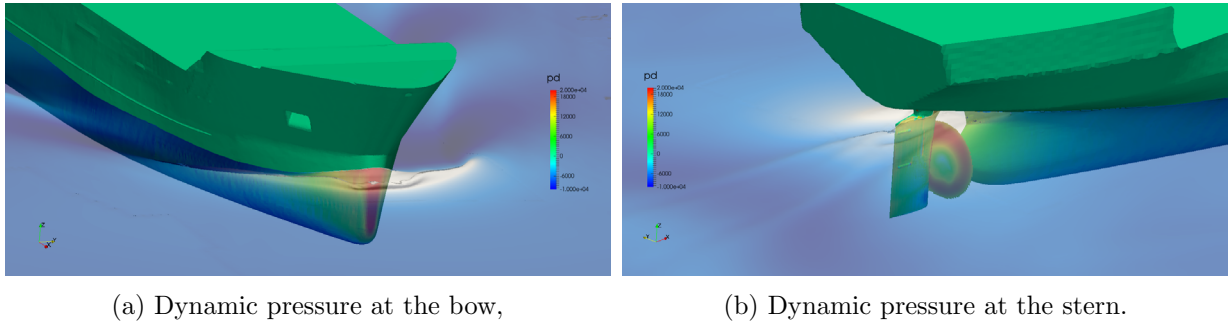 pd
2.000e+04
18000
12000
6000
0
-6000
-1.000e+04
Z
Y
X
pd
2.000e+04
18000
12000
6000
0
-6000
-1.000e+04
Z
Y
X
(a) Dynamic pressure at the bow,
(b) Dynamic pressure at the stern.